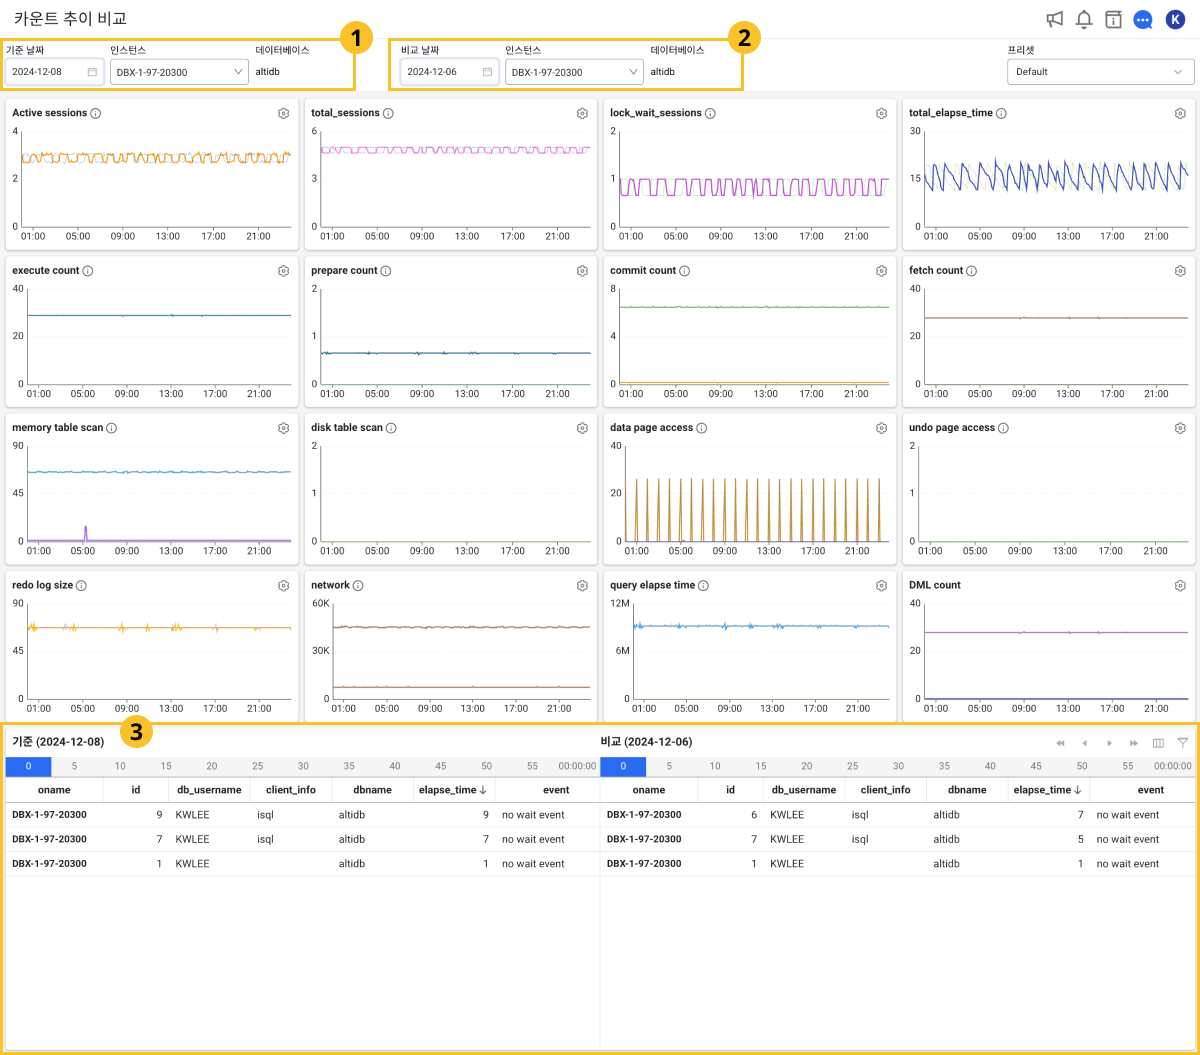 카운트 추이 비교
K
1
2
기준 날짜 인스턴스 데이터베이스
2024-12-08 DBX-1-97-20300 altidb
비교 날짜 인스턴스 데이터베이스
2024-12-06 DBX-1-97-20300 altidb
프리셋
Default
Active sessions
4
2
0
01:00 05:00 09:00 13:00 17:00 21:00
total_sessions
6
3
0
01:00 05:00 09:00 13:00 17:00 21:00
lock_wait_sessions
2
1
0
01:00 05:00 09:00 13:00 17:00 21:00
total_elapse_time
30
15
0
01:00 05:00 09:00 13:00 17:00 21:00
execute count
40
20
0
01:00 05:00 09:00 13:00 17:00 21:00
prepare count
2
1
0
01:00 05:00 09:00 13:00 17:00 21:00
commit count
8
4
0
01:00 05:00 09:00 13:00 17:00 21:00
fetch count
40
20
0
01:00 05:00 09:00 13:00 17:00 21:00
memory table scan
90
45
0
01:00 05:00 09:00 13:00 17:00 21:00
disk table scan
2
1
0
01:00 05:00 09:00 13:00 17:00 21:00
data page access
40
20
0
01:00 05:00 09:00 13:00 17:00 21:00
undo page access
2
1
0
01:00 05:00 09:00 13:00 17:00 21:00
redo log size
90
45
0
01:00 05:00 09:00 13:00 17:00 21:00
network
60K
30K
0
01:00 05:00 09:00 13:00 17:00 21:00
query elapse time
12M
6M
0
01:00 05:00 09:00 13:00 17:00 21:00
DML count
40
20
0
01:00 05:00 09:00 13:00 17:00 21:00
3
기준 (2024-12-08)
0 5 10 15 20 25 30 35 40 45 50 55 00:00:00
oname id db_username client_info dbname elapse_time ↓ event
DBX-1-97-20300 9 KWLEE isql altidb 9 no wait event
DBX-1-97-20300 7 KWLEE isql altidb 7 no wait event
DBX-1-97-20300 1 KWLEE altidb 1 no wait event
비교 (2024-12-06)
0 5 10 15 20 25 30 35 40 45 50 55 00:00:00
oname id db_username client_info dbname elapse_time ↓ event
DBX-1-97-20300 6 KWLEE isql altidb 7 no wait event
DBX-1-97-20300 7 KWLEE isql altidb 5 no wait event
DBX-1-97-20300 1 KWLEE altidb 1 no wait event